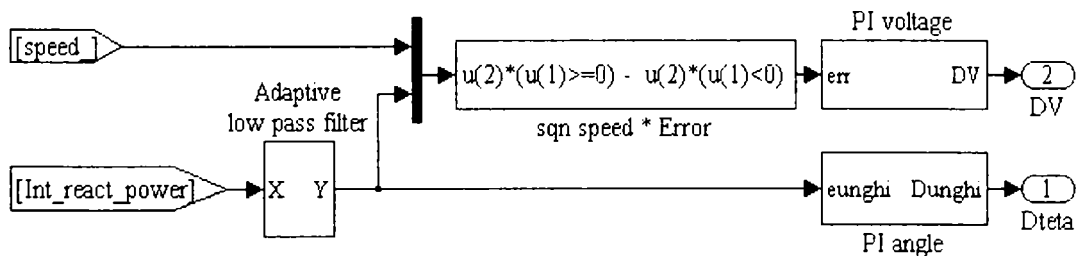 PI voltage
[speed_]
u(2)*(u(1)>=0) - u(2)*(u(1)<0)
err
DV
2
DV
Adaptive
low pass filter
sqn speed * Error
[Int_react_power]
X
Y
eunghi
Dunghi
1
Dteta
PI angle